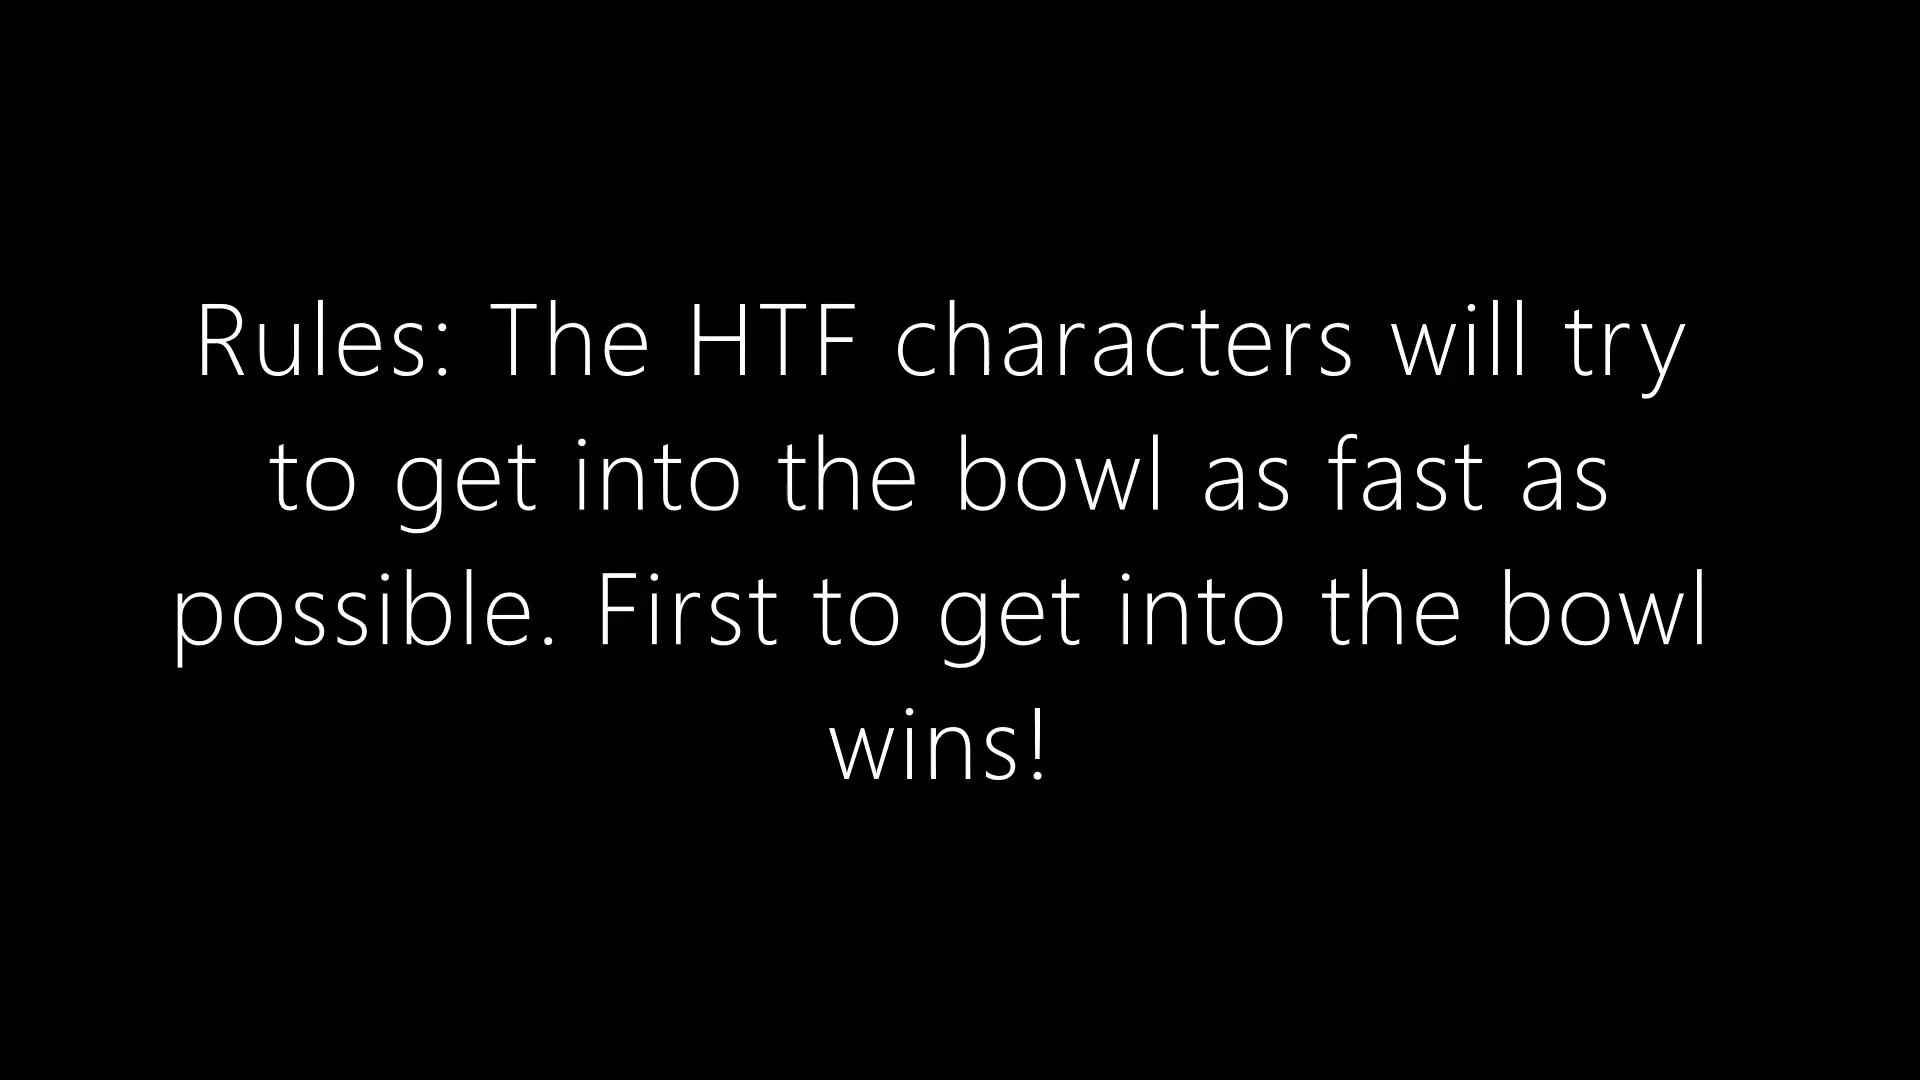 Rules: The HTF characters will try
to get into the bowl as fast as
possible. First to get into the bowl
wins!